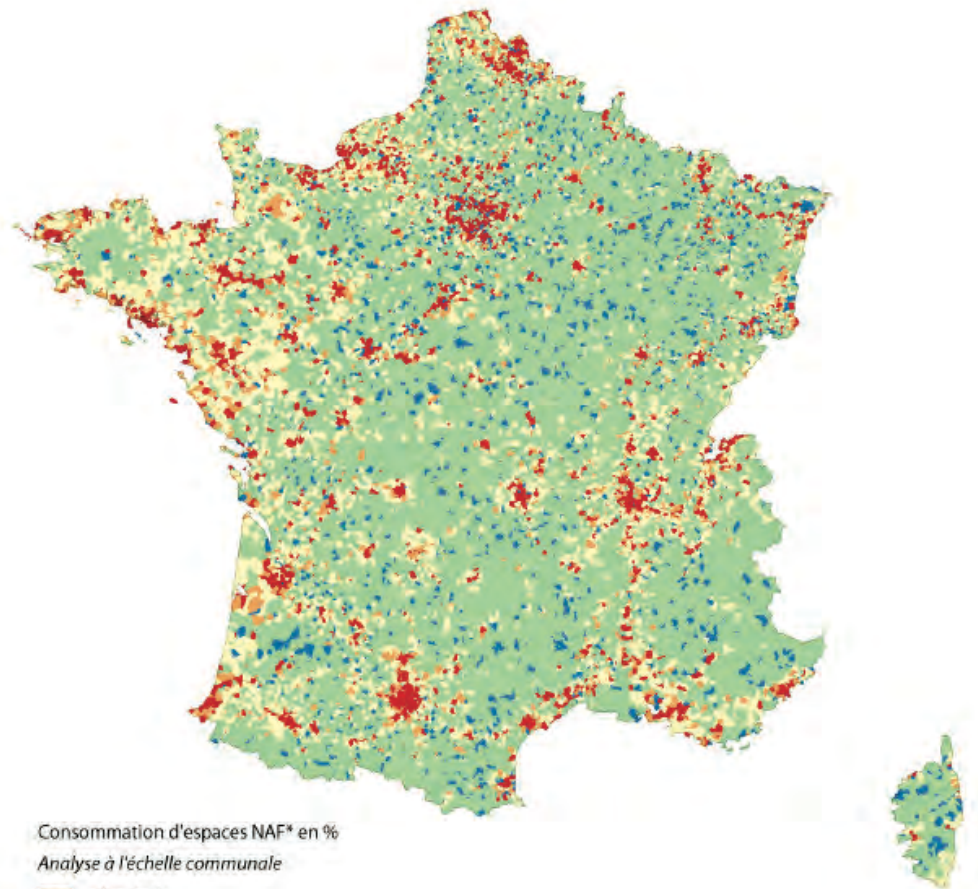 Consommation d'espaces NAF* en %
Analyse à l'échelle communale